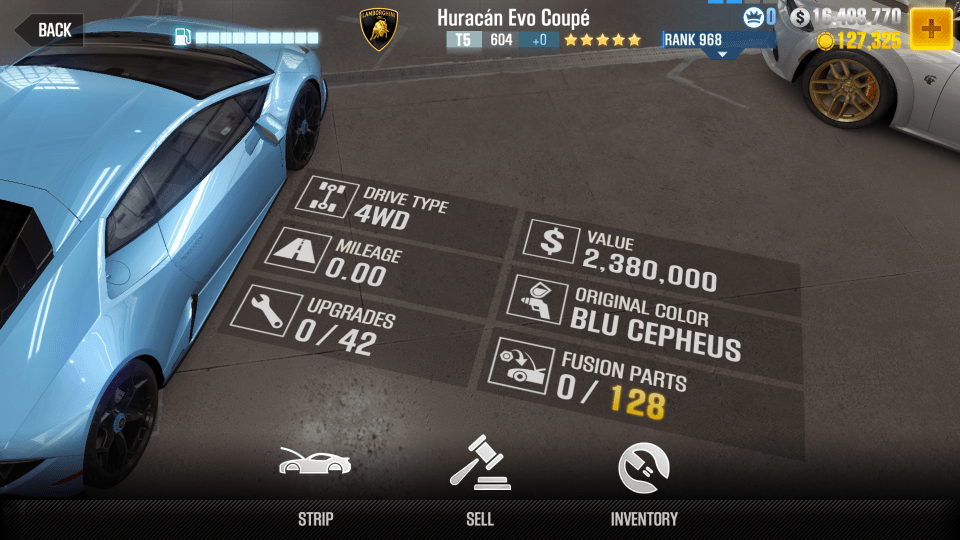 BACK
LAMBORGHINI
Huracán Evo Coupé
T5 604 +0
RANK 968
0
$ 16,408,770
127,325
DRIVE TYPE
4WD
MILEAGE
0.00
UPGRADES
0 / 42
$ VALUE
2,380,000
ORIGINAL COLOR
BLU CEPHEUS
FUSION PARTS
0 / 128
STRIP
SELL
INVENTORY